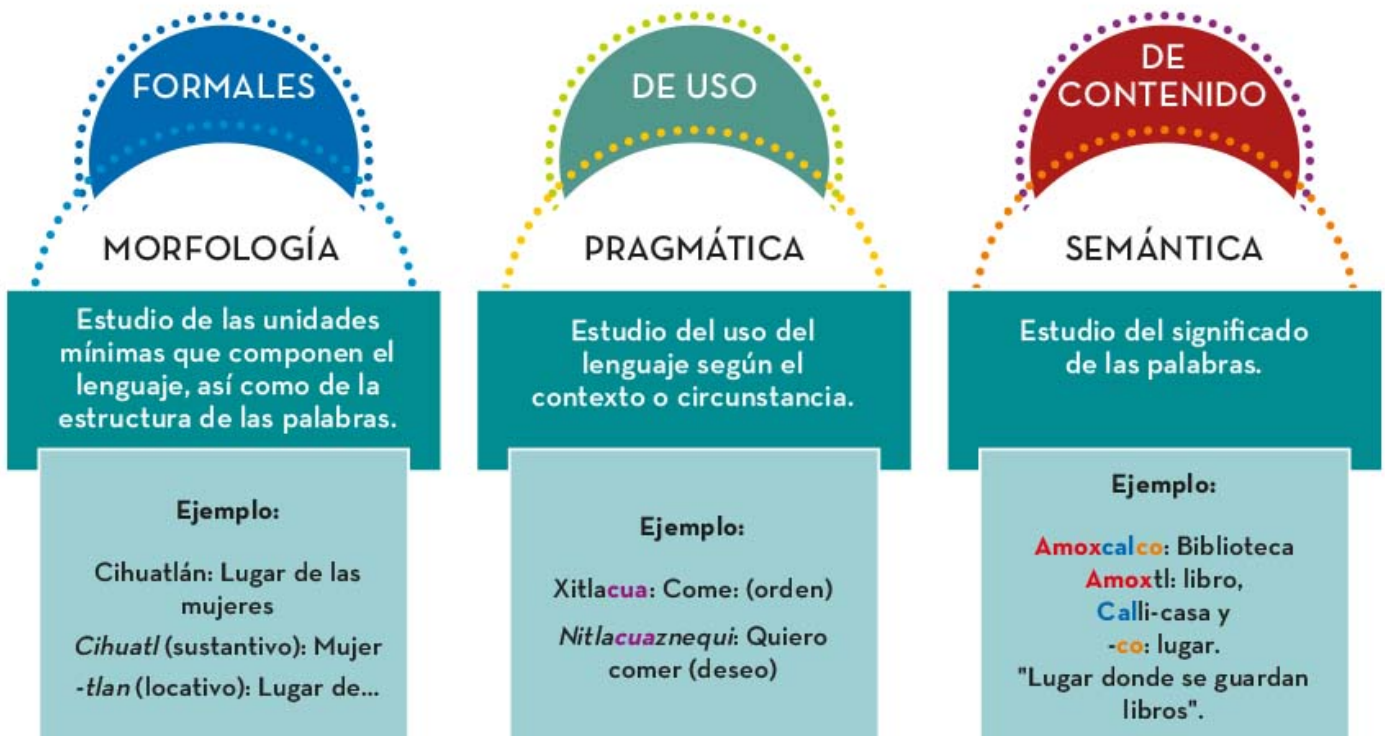 FORMALES
MORFOLOGÍA
Estudio de las unidades
mínimas que componen el
lenguaje, así como de la
estructura de las palabras.
Ejemplo:
Cihuatlán: Lugar de las
mujeres
Cihuatl (sustantivo): Mujer
-tlan (locativo): Lugar de...
DE USO
PRAGMÁTICA
Estudio del uso del
lenguaje según el
contexto o circunstancia.
Ejemplo:
Xitlacua: Come: (orden)
Nitlacuaznequi: Quiero
comer (deseo)
DE
CONTENIDO
SEMÁNTICA
Estudio del significado
de las palabras.
Ejemplo:
Amoxcalco: Biblioteca
Amoxtl: libro,
Calli-casa y
-co: lugar.
"Lugar donde se guardan
libros".